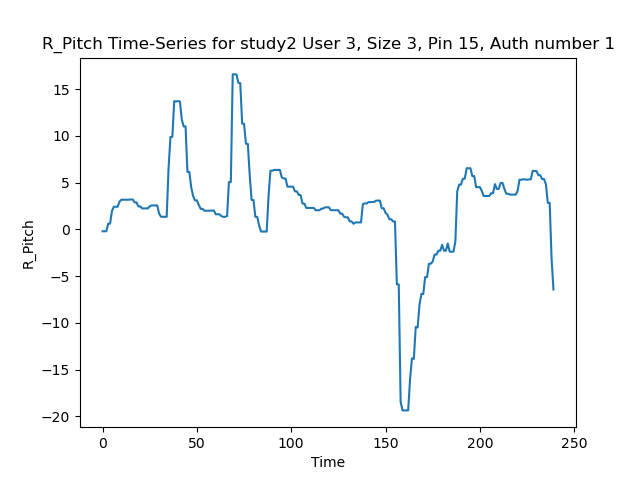 R_Pitch Time-Series for study2 User 3, Size 3, Pin 15, Auth number 1
15
10
5
0
−5
−10
−15
−20
R_Pitch
0 50 100 150 200 250
Time